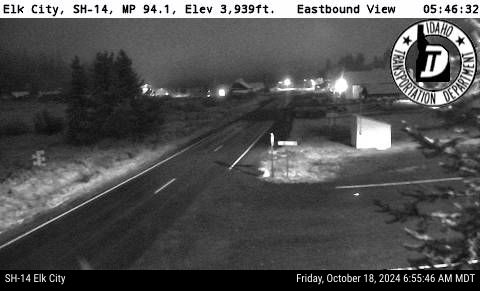 Elk City, SH-14, MP 94.1, Elev 3,939ft. Eastbound View 05:46:32
IDAHO
TRANSPORTATION DEPARTMENT
SH-14 Elk City Friday, October 18, 2024 6:55:46 AM MDT